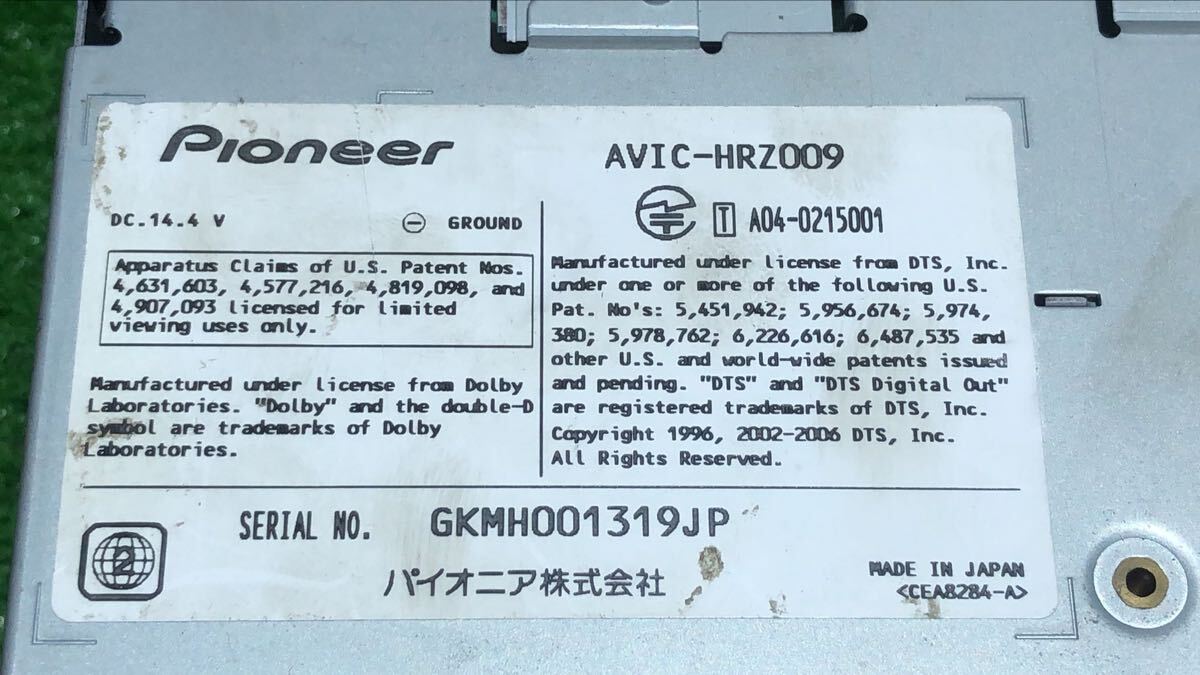 Pioneer
AVIC-HRZ009
DC.14.4 V
GROUND
T A04-0215001
Apparatus Claims of U.S. Patent Nos.
4,631,603, 4,577,216, 4,819,098, and
4,907,093 licensed for limited
viewing uses only.
Manufactured under license from Dolby
Laboratories. "Dolby" and the double-D
symbol are trademarks of Dolby
Laboratories.
Manufactured under license from DTS, Inc.
under one or more of the following U.S.
Pat. No's: 5,451,942; 5,956,674; 5,974,
380; 5,978,762; 6,226,616; 6,487,535 and
other U.S. and world-wide patents issued
and pending. "DTS" and "DTS Digital Out"
are registered trademarks of DTS, Inc.
Copyright 1996, 2002-2006 DTS, Inc.
All Rights Reserved.
2
SERIAL NO. GKMH001319JP
パイオニア株式会社
MADE IN JAPAN
<CEA8284-A>